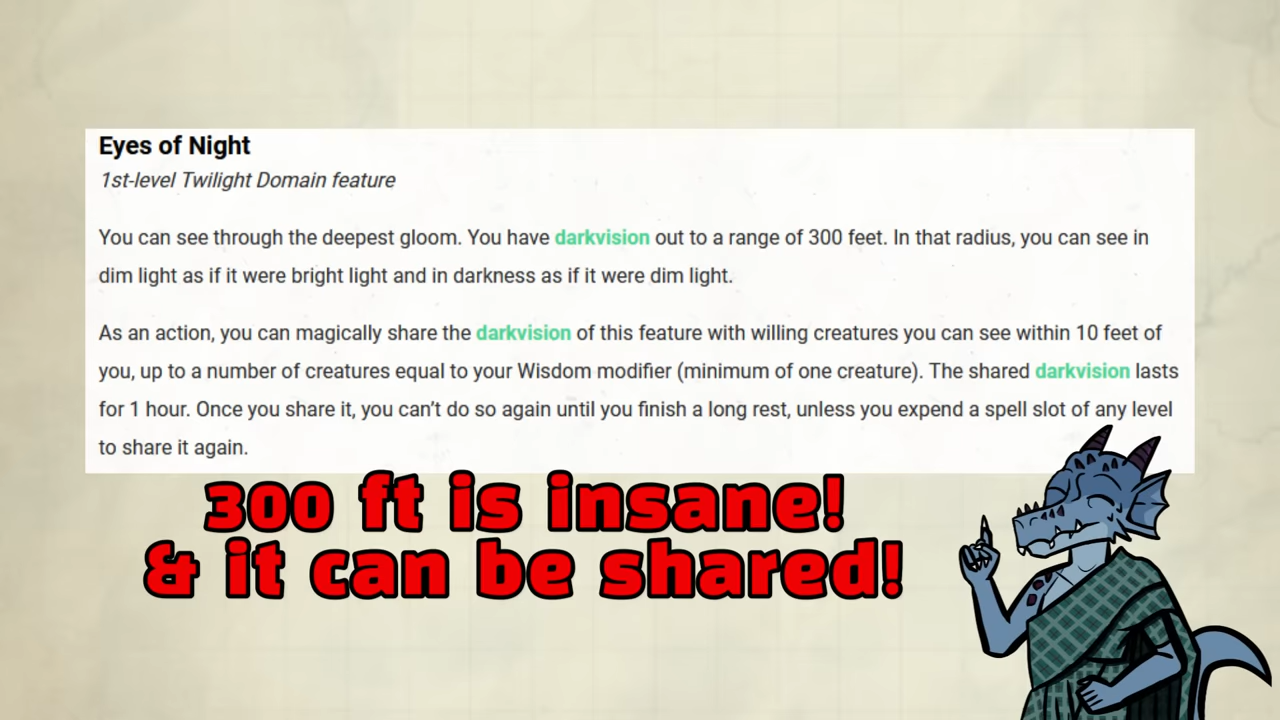 Eyes of Night
1st-level Twilight Domain feature
You can see through the deepest gloom. You have darkvision out to a range of 300 feet. In that radius, you can see in
dim light as if it were bright light and in darkness as if it were dim light.
As an action, you can magically share the darkvision of this feature with willing creatures you can see within 10 feet of
you, up to a number of creatures equal to your Wisdom modifier (minimum of one creature). The shared darkvision lasts
for 1 hour. Once you share it, you can’t do so again until you finish a long rest, unless you expend a spell slot of any level
to share it again.
300 ft is insane!
& it can be shared!